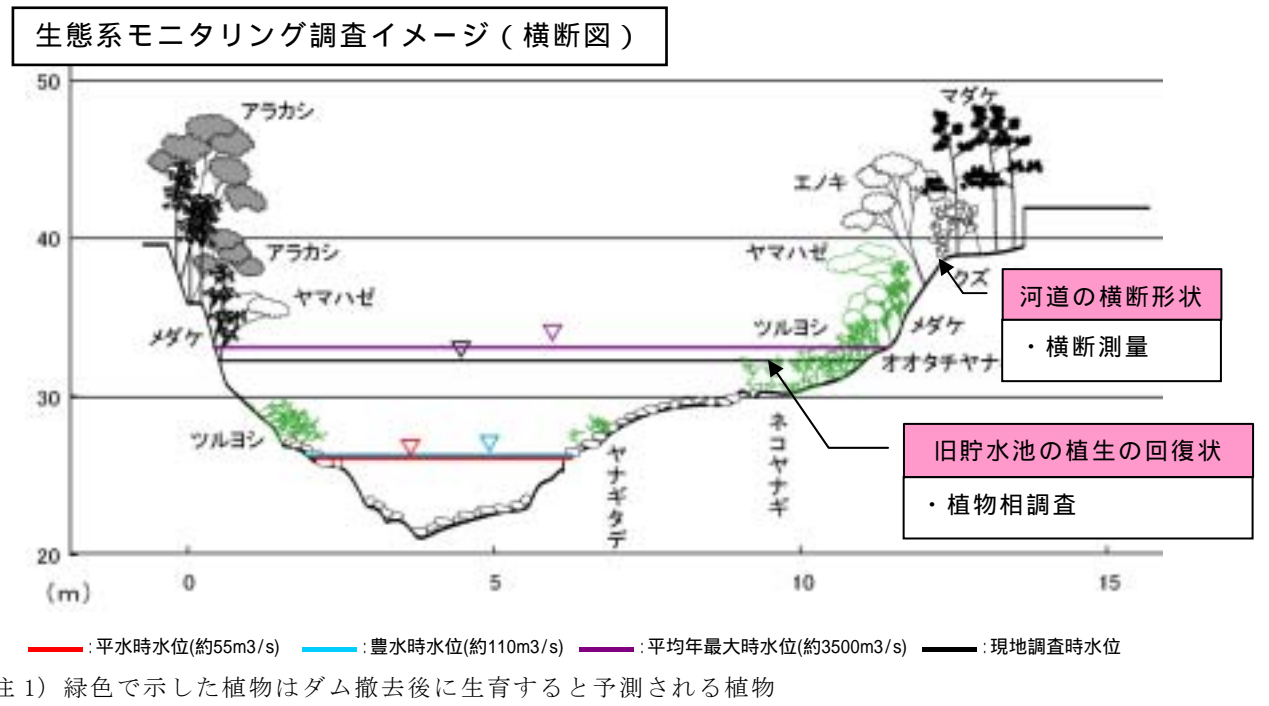 生態系モニタリング調査イメージ(横断図)
50
アラカシ
マダケ
エノキ
40
アラカシ
ヤマハゼ
クズ
河道の横断形状
・横断測量
ヤマハゼ
メダケ
ツルヨシ
メダケ
オオタチヤナ
30
ツルヨシ
ヤナギタデ
ネコヤナギ
旧貯水池の植生の回復状
・植物相調査
20
(m)
0
5
10
15
:平水時水位(約55m3/s)
:豊水時水位(約110m3/s)
:平均年最大時水位(約3500m3/s)
:現地調査時水位
注1)緑色で示した植物はダム撤去後に生育すると予測される植物